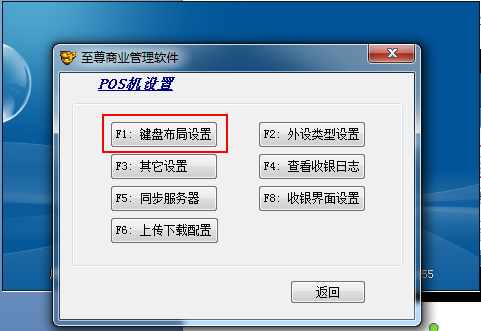 至尊商业管理软件
POS机设置
F1: 键盘布局设置
F2: 外设类型设置
F3: 其它设置
F4: 查看收银日志
F5: 同步服务器
F8: 收银界面设置
F6: 上传下载配置
返回
55